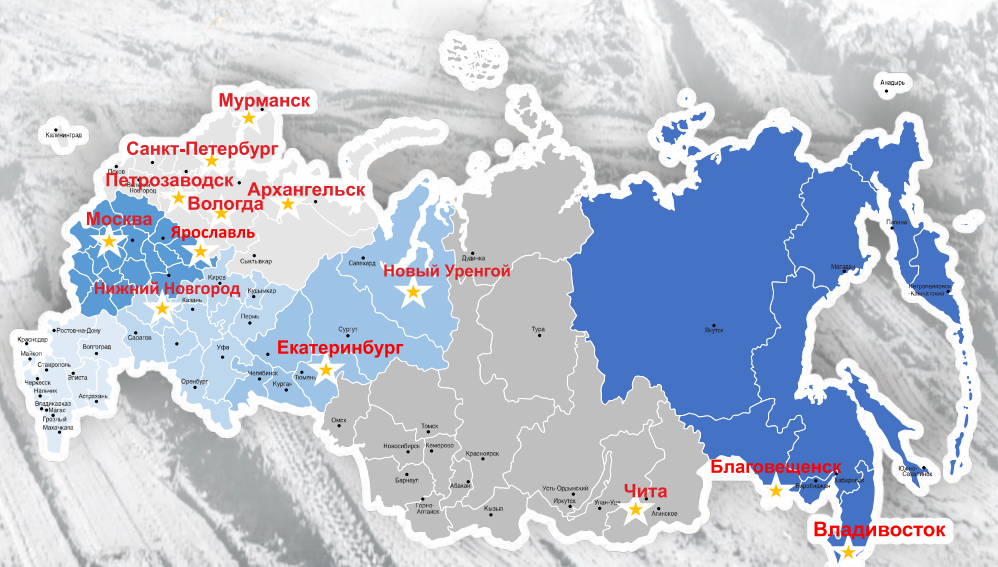 Анадырь
Мурманск
Калининград
Санкт-Петербург
Псков
Петрозаводск
Новгород
Архангельск
Вологда
Москва
Ярославль
Палана
Сыктывкар
Салехард
Дудинка
Магадан
Новый Уренгой
Киров
Нижний Новгород
Кудымкар
Петропавловск
-Камчатский
Казань
Пермь
Ростов-на-Дону
Сургут
Тура
Якутск
Краснодар
Саратов
Майкоп
Волгоград
Уфа
Екатеринбург
Ставрополь
Элиста
Челябинск
Тюмень
Черкесск
Оренбург
Курган
Нальчик
Астрахань
Владикавказ
Магас
Грозный
Махачкала
Омск
Томск
Новосибирск
Кемерово
Красноярск
Благовещенск
Южно-
Сахалинск
Барнаул
Абакан
Биробиджан
Хабаровск
Усть-Ордынский
Чита
Горно-
Алтайск
Кызыл
Иркутск
Улан-Удэ
Агинское
Владивосток